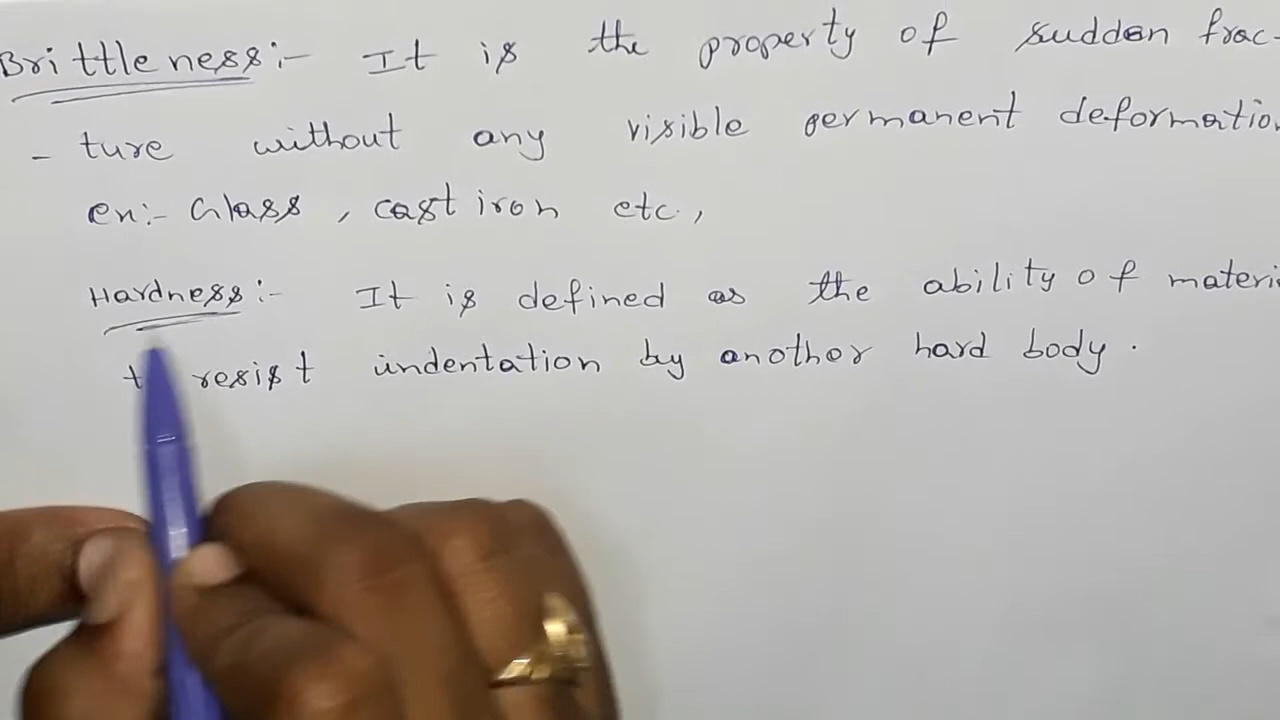 Brittleness:- It is the property of sudden frac-
- ture without any visible permanent deformation
ex:- Glass, cast iron etc.,
Hardness:- It is defined as the ability of materi
to resist indentation by another hard body.